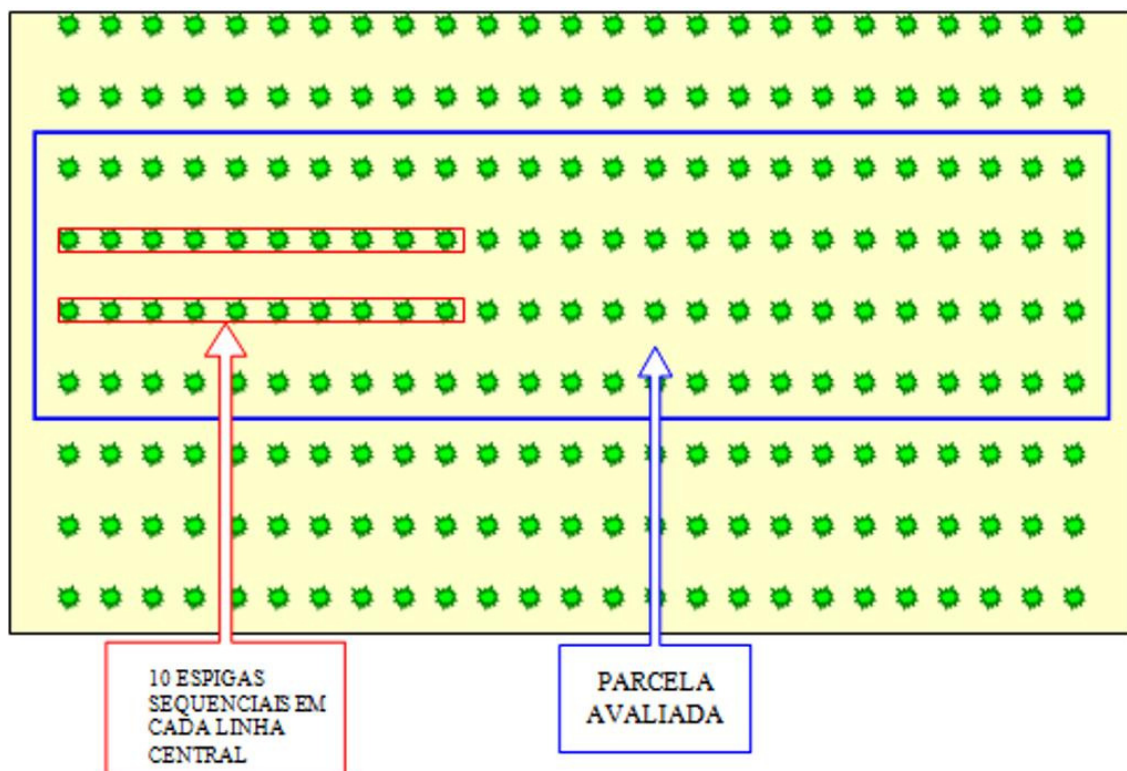 10 ESPIGAS
SEQUENCIAIS EM
CADA LINHA
CENTRAL
PARCELA
AVALIADA